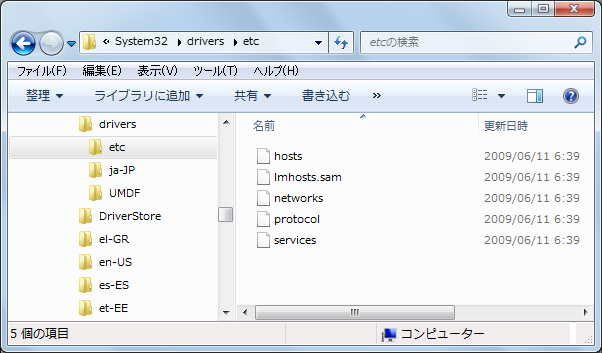 « System32 drivers etc etcの検索
ファイル(F) 編集(E) 表示(V) ツール(T) ヘルプ(H)
整理 ライブラリに追加 共有 書き込む »
drivers
etc
ja-JP
UMDF
DriverStore
el-GR
en-US
es-ES
et-EE
名前 更新日時
hosts 2009/06/11 6:39
lmhosts.sam 2009/06/11 6:39
networks 2009/06/11 6:39
protocol 2009/06/11 6:39
services 2009/06/11 6:39
5 個の項目 コンピューター